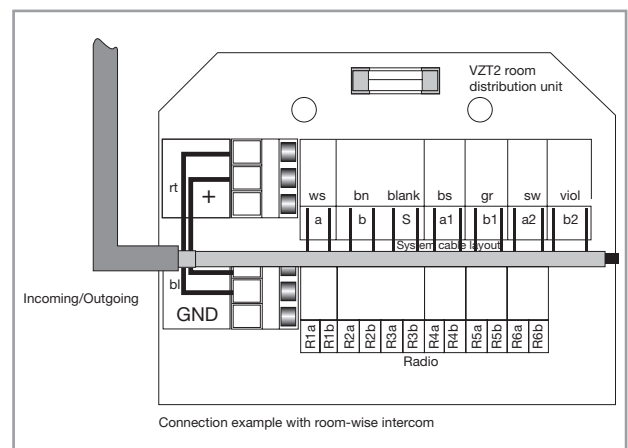 VZT2 room
distribution unit
rt
+
ws bn blank bs gr sw viol
a b S a1 b1 a2 b2
System cable layout
bl
Incoming/Outgoing
GND
R1a R1b R2a R2b R3a R3b R4a R4b R5a R5b R6a R6b
Radio
Connection example with room-wise intercom